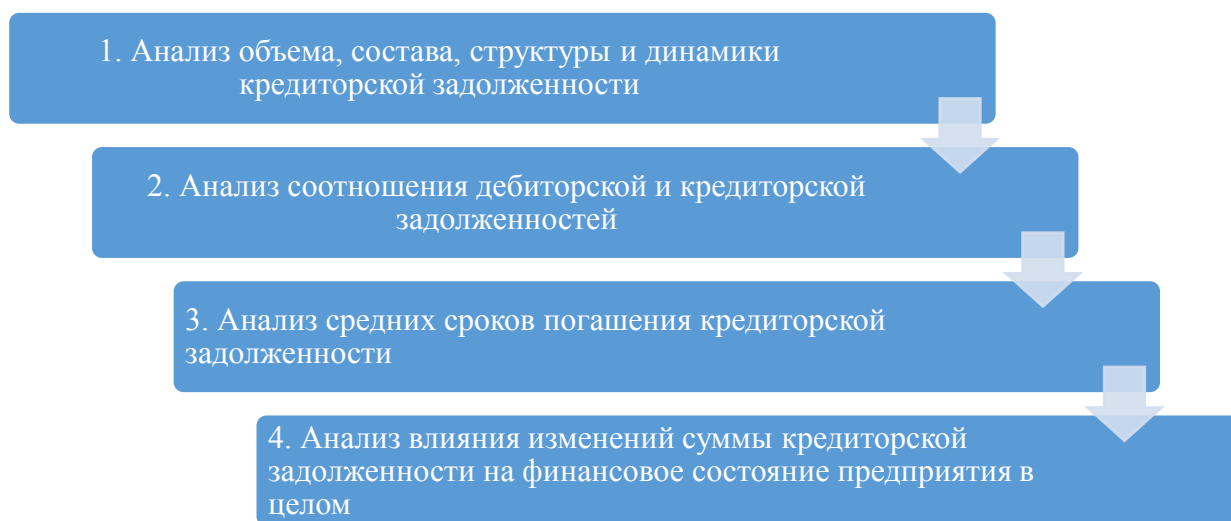 1. Анализ объема, состава, структуры и динамики
кредиторской задолженности
2. Анализ соотношения дебиторской и кредиторской
задолженностей
3. Анализ средних сроков погашения кредиторской
задолженности
4. Анализ влияния изменений суммы кредиторской
задолженности на финансовое состояние предприятия в
целом